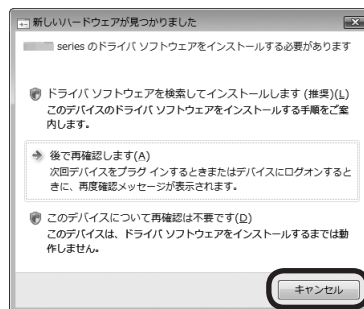 新しいハードウェアが見つかりました
series のドライバ ソフトウェアをインストールする必要があります
ドライバ ソフトウェアを検索してインストールします (推奨)(L)
このデバイスのドライバ ソフトウェアをインストールする手順をご案
内します。
後で再確認します(A)
次回デバイスをプラグ インするときまたはデバイスにログオンすると
きに、再度確認メッセージが表示されます。
このデバイスについて再確認は不要です(D)
このデバイスは、ドライバ ソフトウェアをインストールするまでは動
作しません。
キャンセル